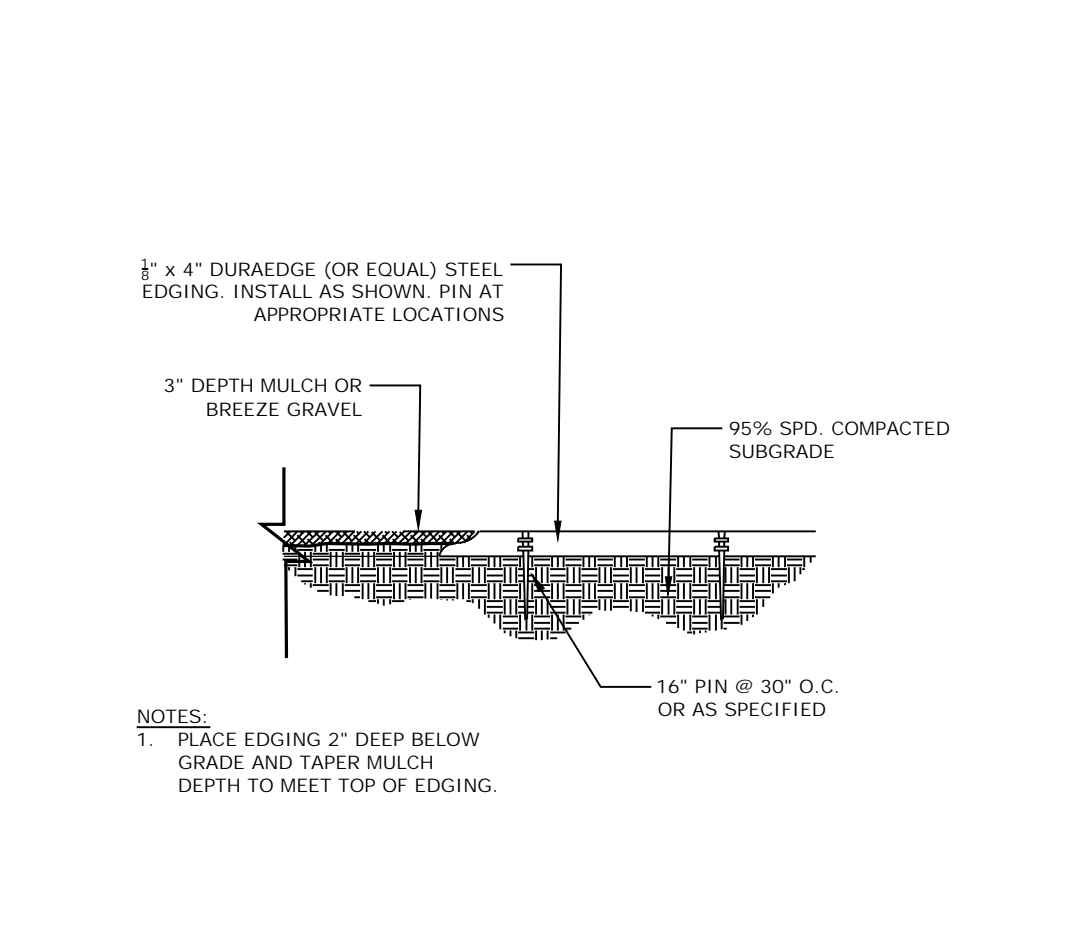 ⅛" x 4" DURAEDGE (OR EQUAL) STEEL
EDGING. INSTALL AS SHOWN. PIN AT
APPROPRIATE LOCATIONS
3" DEPTH MULCH OR
BREEZE GRAVEL
95% SPD. COMPACTED
SUBGRADE
16" PIN @ 30" O.C.
OR AS SPECIFIED
NOTES:
1. PLACE EDGING 2" DEEP BELOW
GRADE AND TAPER MULCH
DEPTH TO MEET TOP OF EDGING.